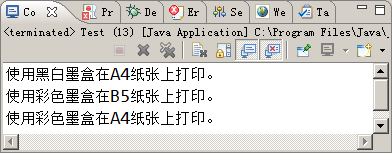 Co Pr De Er Se We Ta
<terminated> Test (13) [Java Application] C:\Program Files\Java\
使用黑白墨盒在A4纸张上打印。
使用彩色墨盒在B5纸张上打印。
使用彩色墨盒在A4纸张上打印。